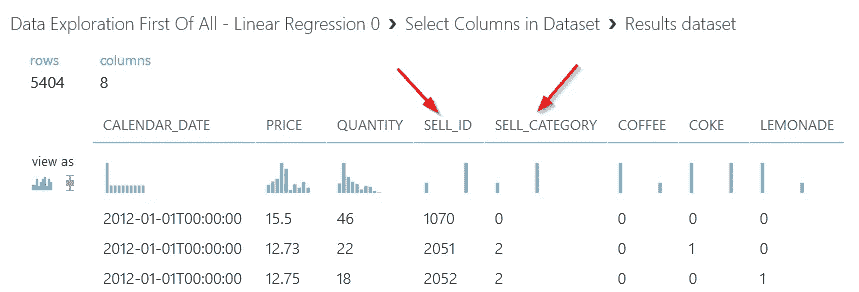 Data Exploration First Of All - Linear Regression 0 › Select Columns in Dataset › Results dataset
rows columns
5404 8
CALENDAR_DATE PRICE QUANTITY SELL_ID SELL_CATEGORY COFFEE COKE LEMONADE
view as
2012-01-01T00:00:00 15.5 46 1070 0 0 0 0
2012-01-01T00:00:00 12.73 22 2051 2 0 1 0
2012-01-01T00:00:00 12.75 18 2052 2 0 0 1